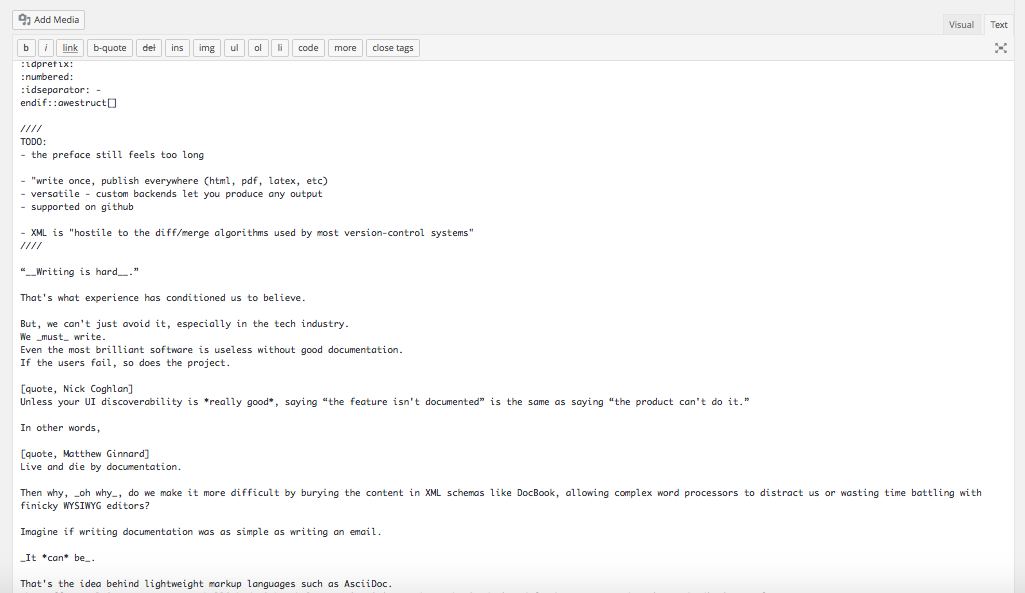 Add Media
Visual
Text
b
i
link
b-quote
del
ins
img
ul
ol
li
code
more
close tags
:idprefix:
:numbered:
:idseparator: -
endif::awestruct[]
////
TODO:
- the preface still feels too long
- "write once, publish everywhere (html, pdf, latex, etc)
- versatile - custom backends let you produce any output
- supported on github
- XML is "hostile to the diff/merge algorithms used by most version-control systems"
////
“__Writing is hard__.”
That's what experience has conditioned us to believe.
But, we can't just avoid it, especially in the tech industry.
We _must_ write.
Even the most brilliant software is useless without good documentation.
If the users fail, so does the project.
[quote, Nick Coghlan]
Unless your UI discoverability is *really good*, saying “the feature isn't documented” is the same as saying “the product can't do it.”
In other words,
[quote, Matthew Ginnard]
Live and die by documentation.
Then why, _oh why_, do we make it more difficult by burying the content in XML schemas like DocBook, allowing complex word processors to distract us or wasting time battling with
finicky WYSIWYG editors?
Imagine if writing documentation was as simple as writing an email.
_It *can* be_.
That's the idea behind lightweight markup languages such as AsciiDoc.